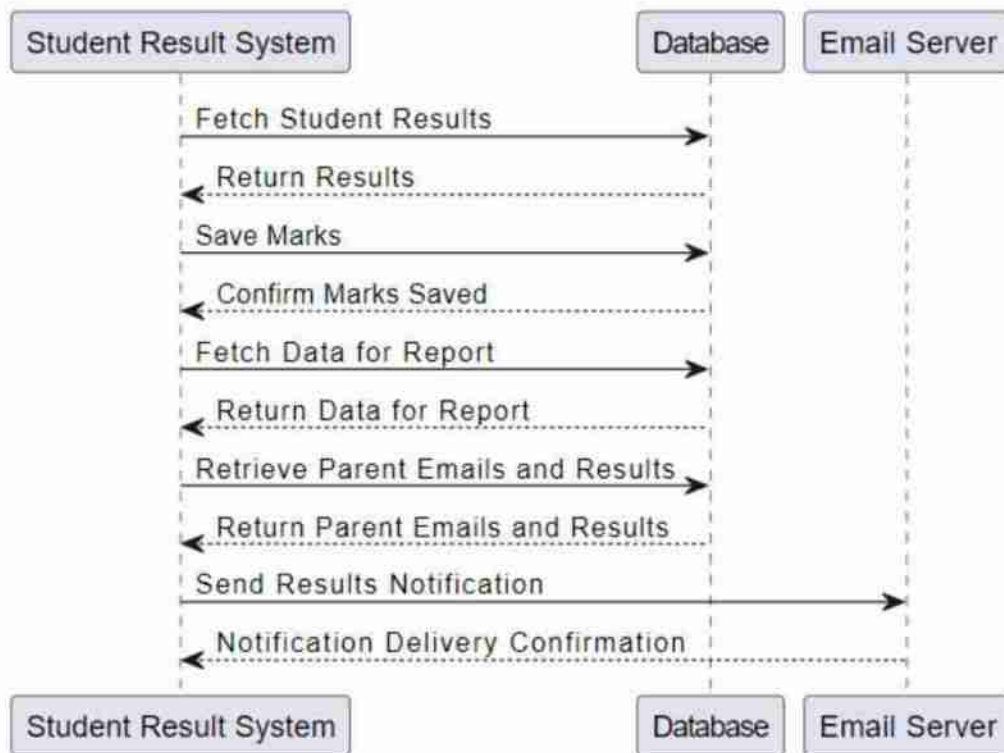 Student Result System Database Email Server
Fetch Student Results
Return Results
Save Marks
Confirm Marks Saved
Fetch Data for Report
Return Data for Report
Retrieve Parent Emails and Results
Return Parent Emails and Results
Send Results Notification
Notification Delivery Confirmation
Student Result System Database Email Server